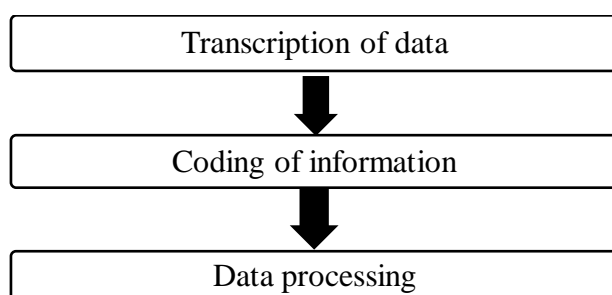 Transcription of data
Coding of information
Data processing